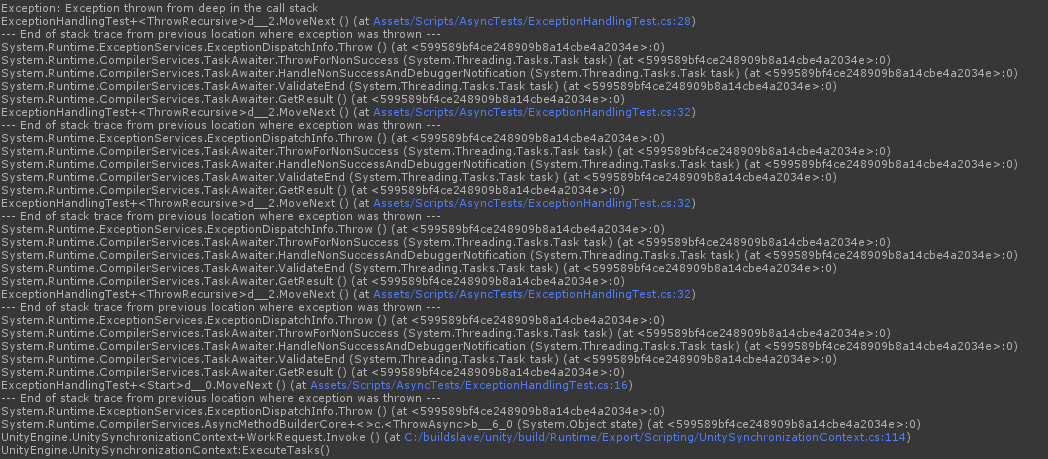 Exception: Exception thrown from deep in the call stack
ExceptionHandlingTest+<ThrowRecursive>d__2.MoveNext () (at Assets/Scripts/AsyncTests/ExceptionHandlingTest.cs:28)
--- End of stack trace from previous location where exception was thrown ---
System.Runtime.ExceptionServices.ExceptionDispatchInfo.Throw () (at <599589bf4ce248909b8a14cbe4a2034e>:0)
System.Runtime.CompilerServices.TaskAwaiter.ThrowForNonSuccess (System.Threading.Tasks.Task task) (at <599589bf4ce248909b8a14cbe4a2034e>:0)
System.Runtime.CompilerServices.TaskAwaiter.HandleNonSuccessAndDebuggerNotification (System.Threading.Tasks.Task task) (at <599589bf4ce248909b8a14cbe4a2034e>:0)
System.Runtime.CompilerServices.TaskAwaiter.ValidateEnd (System.Threading.Tasks.Task task) (at <599589bf4ce248909b8a14cbe4a2034e>:0)
System.Runtime.CompilerServices.TaskAwaiter.GetResult () (at <599589bf4ce248909b8a14cbe4a2034e>:0)
ExceptionHandlingTest+<ThrowRecursive>d__2.MoveNext () (at Assets/Scripts/AsyncTests/ExceptionHandlingTest.cs:32)
--- End of stack trace from previous location where exception was thrown ---
System.Runtime.ExceptionServices.ExceptionDispatchInfo.Throw () (at <599589bf4ce248909b8a14cbe4a2034e>:0)
System.Runtime.CompilerServices.TaskAwaiter.ThrowForNonSuccess (System.Threading.Tasks.Task task) (at <599589bf4ce248909b8a14cbe4a2034e>:0)
System.Runtime.CompilerServices.TaskAwaiter.HandleNonSuccessAndDebuggerNotification (System.Threading.Tasks.Task task) (at <599589bf4ce248909b8a14cbe4a2034e>:0)
System.Runtime.CompilerServices.TaskAwaiter.ValidateEnd (System.Threading.Tasks.Task task) (at <599589bf4ce248909b8a14cbe4a2034e>:0)
System.Runtime.CompilerServices.TaskAwaiter.GetResult () (at <599589bf4ce248909b8a14cbe4a2034e>:0)
ExceptionHandlingTest+<ThrowRecursive>d__2.MoveNext () (at Assets/Scripts/AsyncTests/ExceptionHandlingTest.cs:32)
--- End of stack trace from previous location where exception was thrown ---
System.Runtime.ExceptionServices.ExceptionDispatchInfo.Throw () (at <599589bf4ce248909b8a14cbe4a2034e>:0)
System.Runtime.CompilerServices.TaskAwaiter.ThrowForNonSuccess (System.Threading.Tasks.Task task) (at <599589bf4ce248909b8a14cbe4a2034e>:0)
System.Runtime.CompilerServices.TaskAwaiter.HandleNonSuccessAndDebuggerNotification (System.Threading.Tasks.Task task) (at <599589bf4ce248909b8a14cbe4a2034e>:0)
System.Runtime.CompilerServices.TaskAwaiter.ValidateEnd (System.Threading.Tasks.Task task) (at <599589bf4ce248909b8a14cbe4a2034e>:0)
System.Runtime.CompilerServices.TaskAwaiter.GetResult () (at <599589bf4ce248909b8a14cbe4a2034e>:0)
ExceptionHandlingTest+<ThrowRecursive>d__2.MoveNext () (at Assets/Scripts/AsyncTests/ExceptionHandlingTest.cs:32)
--- End of stack trace from previous location where exception was thrown ---
System.Runtime.ExceptionServices.ExceptionDispatchInfo.Throw () (at <599589bf4ce248909b8a14cbe4a2034e>:0)
System.Runtime.CompilerServices.TaskAwaiter.ThrowForNonSuccess (System.Threading.Tasks.Task task) (at <599589bf4ce248909b8a14cbe4a2034e>:0)
System.Runtime.CompilerServices.TaskAwaiter.HandleNonSuccessAndDebuggerNotification (System.Threading.Tasks.Task task) (at <599589bf4ce248909b8a14cbe4a2034e>:0)
System.Runtime.CompilerServices.TaskAwaiter.ValidateEnd (System.Threading.Tasks.Task task) (at <599589bf4ce248909b8a14cbe4a2034e>:0)
System.Runtime.CompilerServices.TaskAwaiter.GetResult () (at <599589bf4ce248909b8a14cbe4a2034e>:0)
ExceptionHandlingTest+<Start>d__0.MoveNext () (at Assets/Scripts/AsyncTests/ExceptionHandlingTest.cs:16)
--- End of stack trace from previous location where exception was thrown ---
System.Runtime.ExceptionServices.ExceptionDispatchInfo.Throw () (at <599589bf4ce248909b8a14cbe4a2034e>:0)
System.Runtime.CompilerServices.AsyncMethodBuilderCore+<>c.<ThrowAsync>b__6_0 (System.Object state) (at <599589bf4ce248909b8a14cbe4a2034e>:0)
UnityEngine.UnitySynchronizationContext+WorkRequest.Invoke () (at C:/buildslave/unity/build/Runtime/Export/Scripting/UnitySynchronizationContext.cs:114)
UnityEngine.UnitySynchronizationContext:ExecuteTasks()